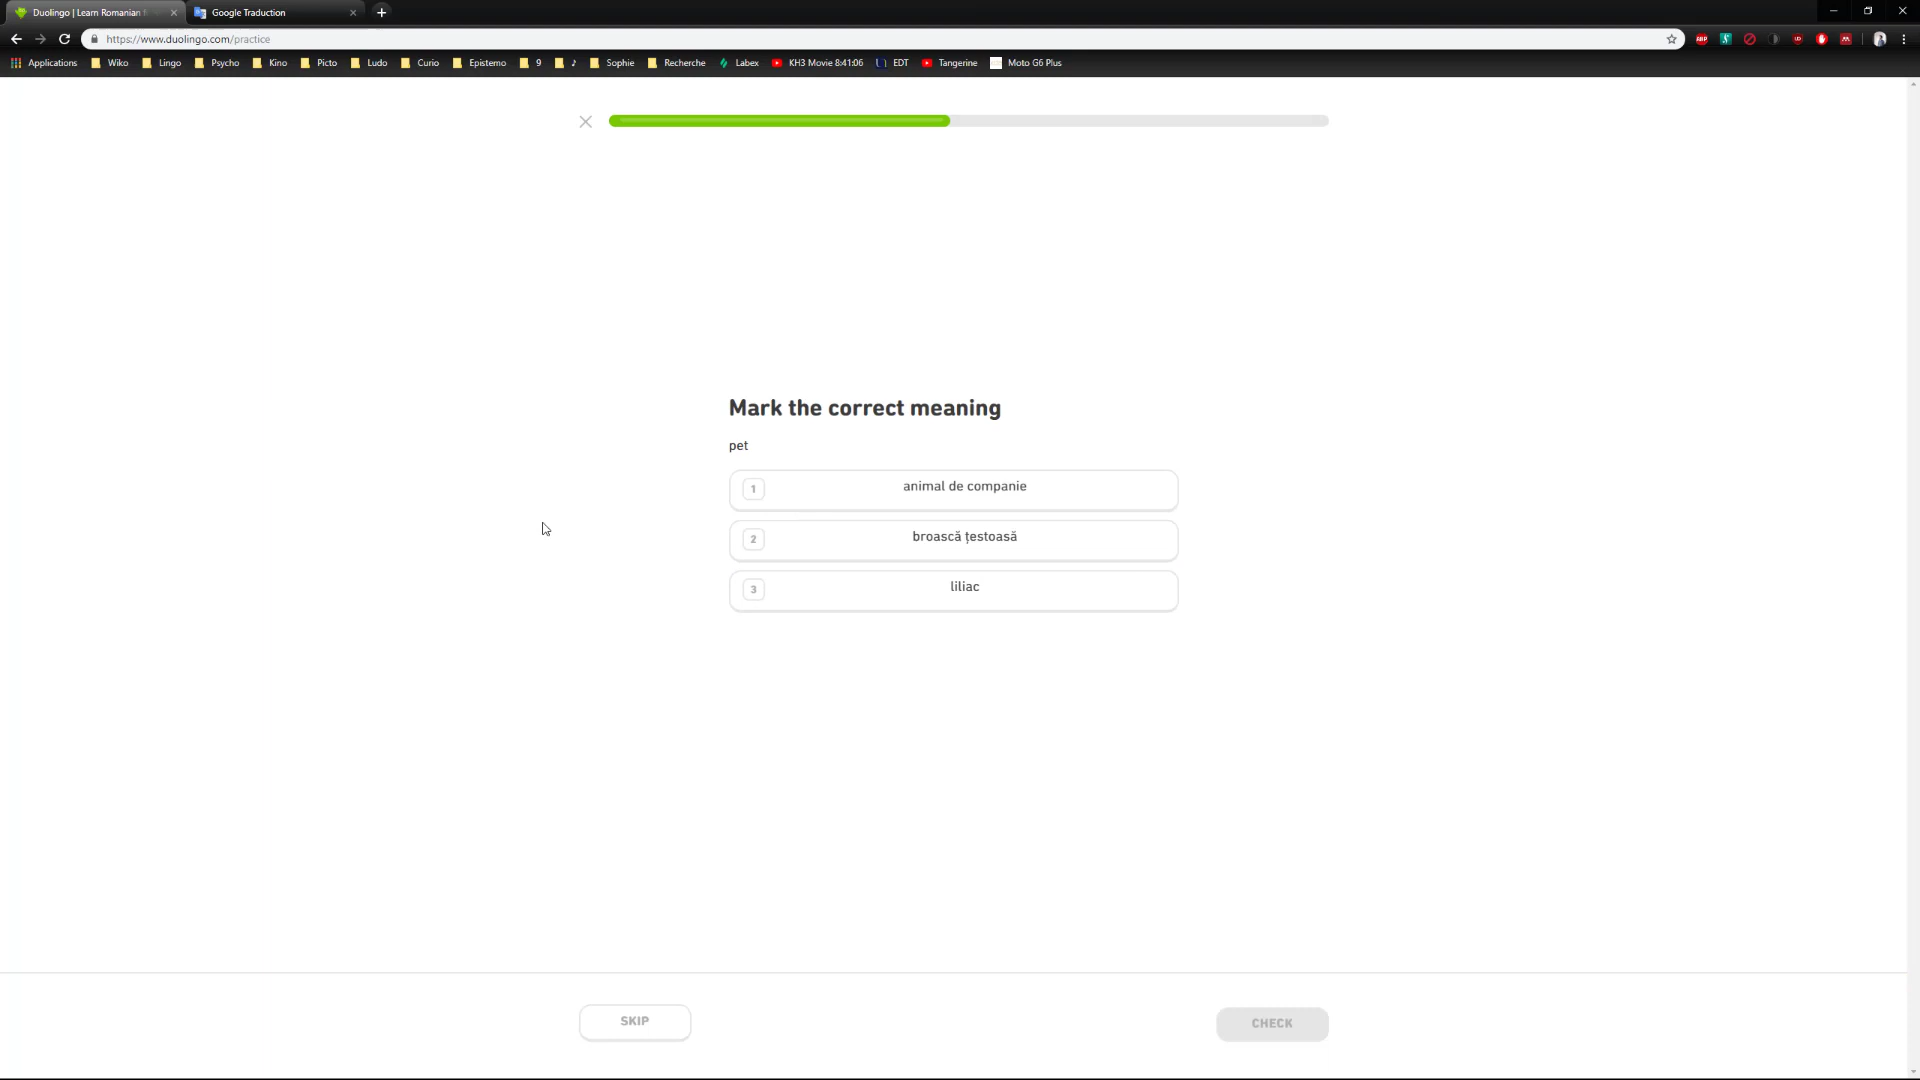 Duolingo | Learn Romanian f
Google Traduction
https://www.duolingo.com/practice
Applications Wiko Lingo Psycho Kino Picto Ludo Curio Epistemo 9 ♪ Sophie Recherche Labex KH3 Movie 8:41:06 EDT Tangerine Moto G6 Plus
Mark the correct meaning
pet
1 animal de companie
2 broască țestoasă
3 liliac
SKIP
CHECK